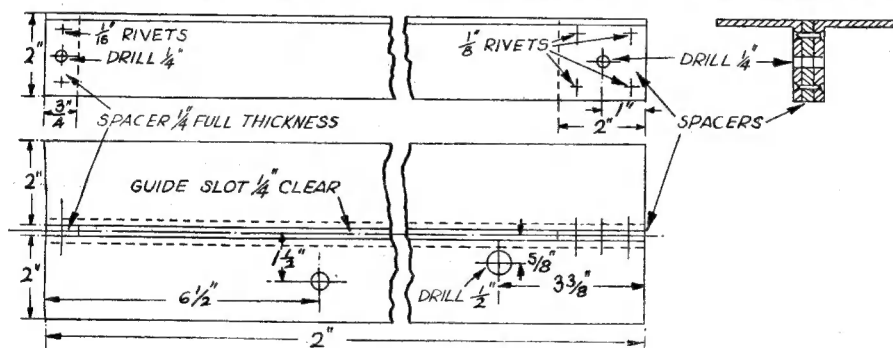 1/16" RIVETS
DRILL 1/4"
1/8" RIVETS
DRILL 1/4"
2"
3/4"
SPACER 1/4" FULL THICKNESS
1"
2"
SPACERS
2"
GUIDE SLOT 1/4" CLEAR
2"
1 1/2"
5/8"
6 1/2"
DRILL 1/2"
3 3/8"
2"